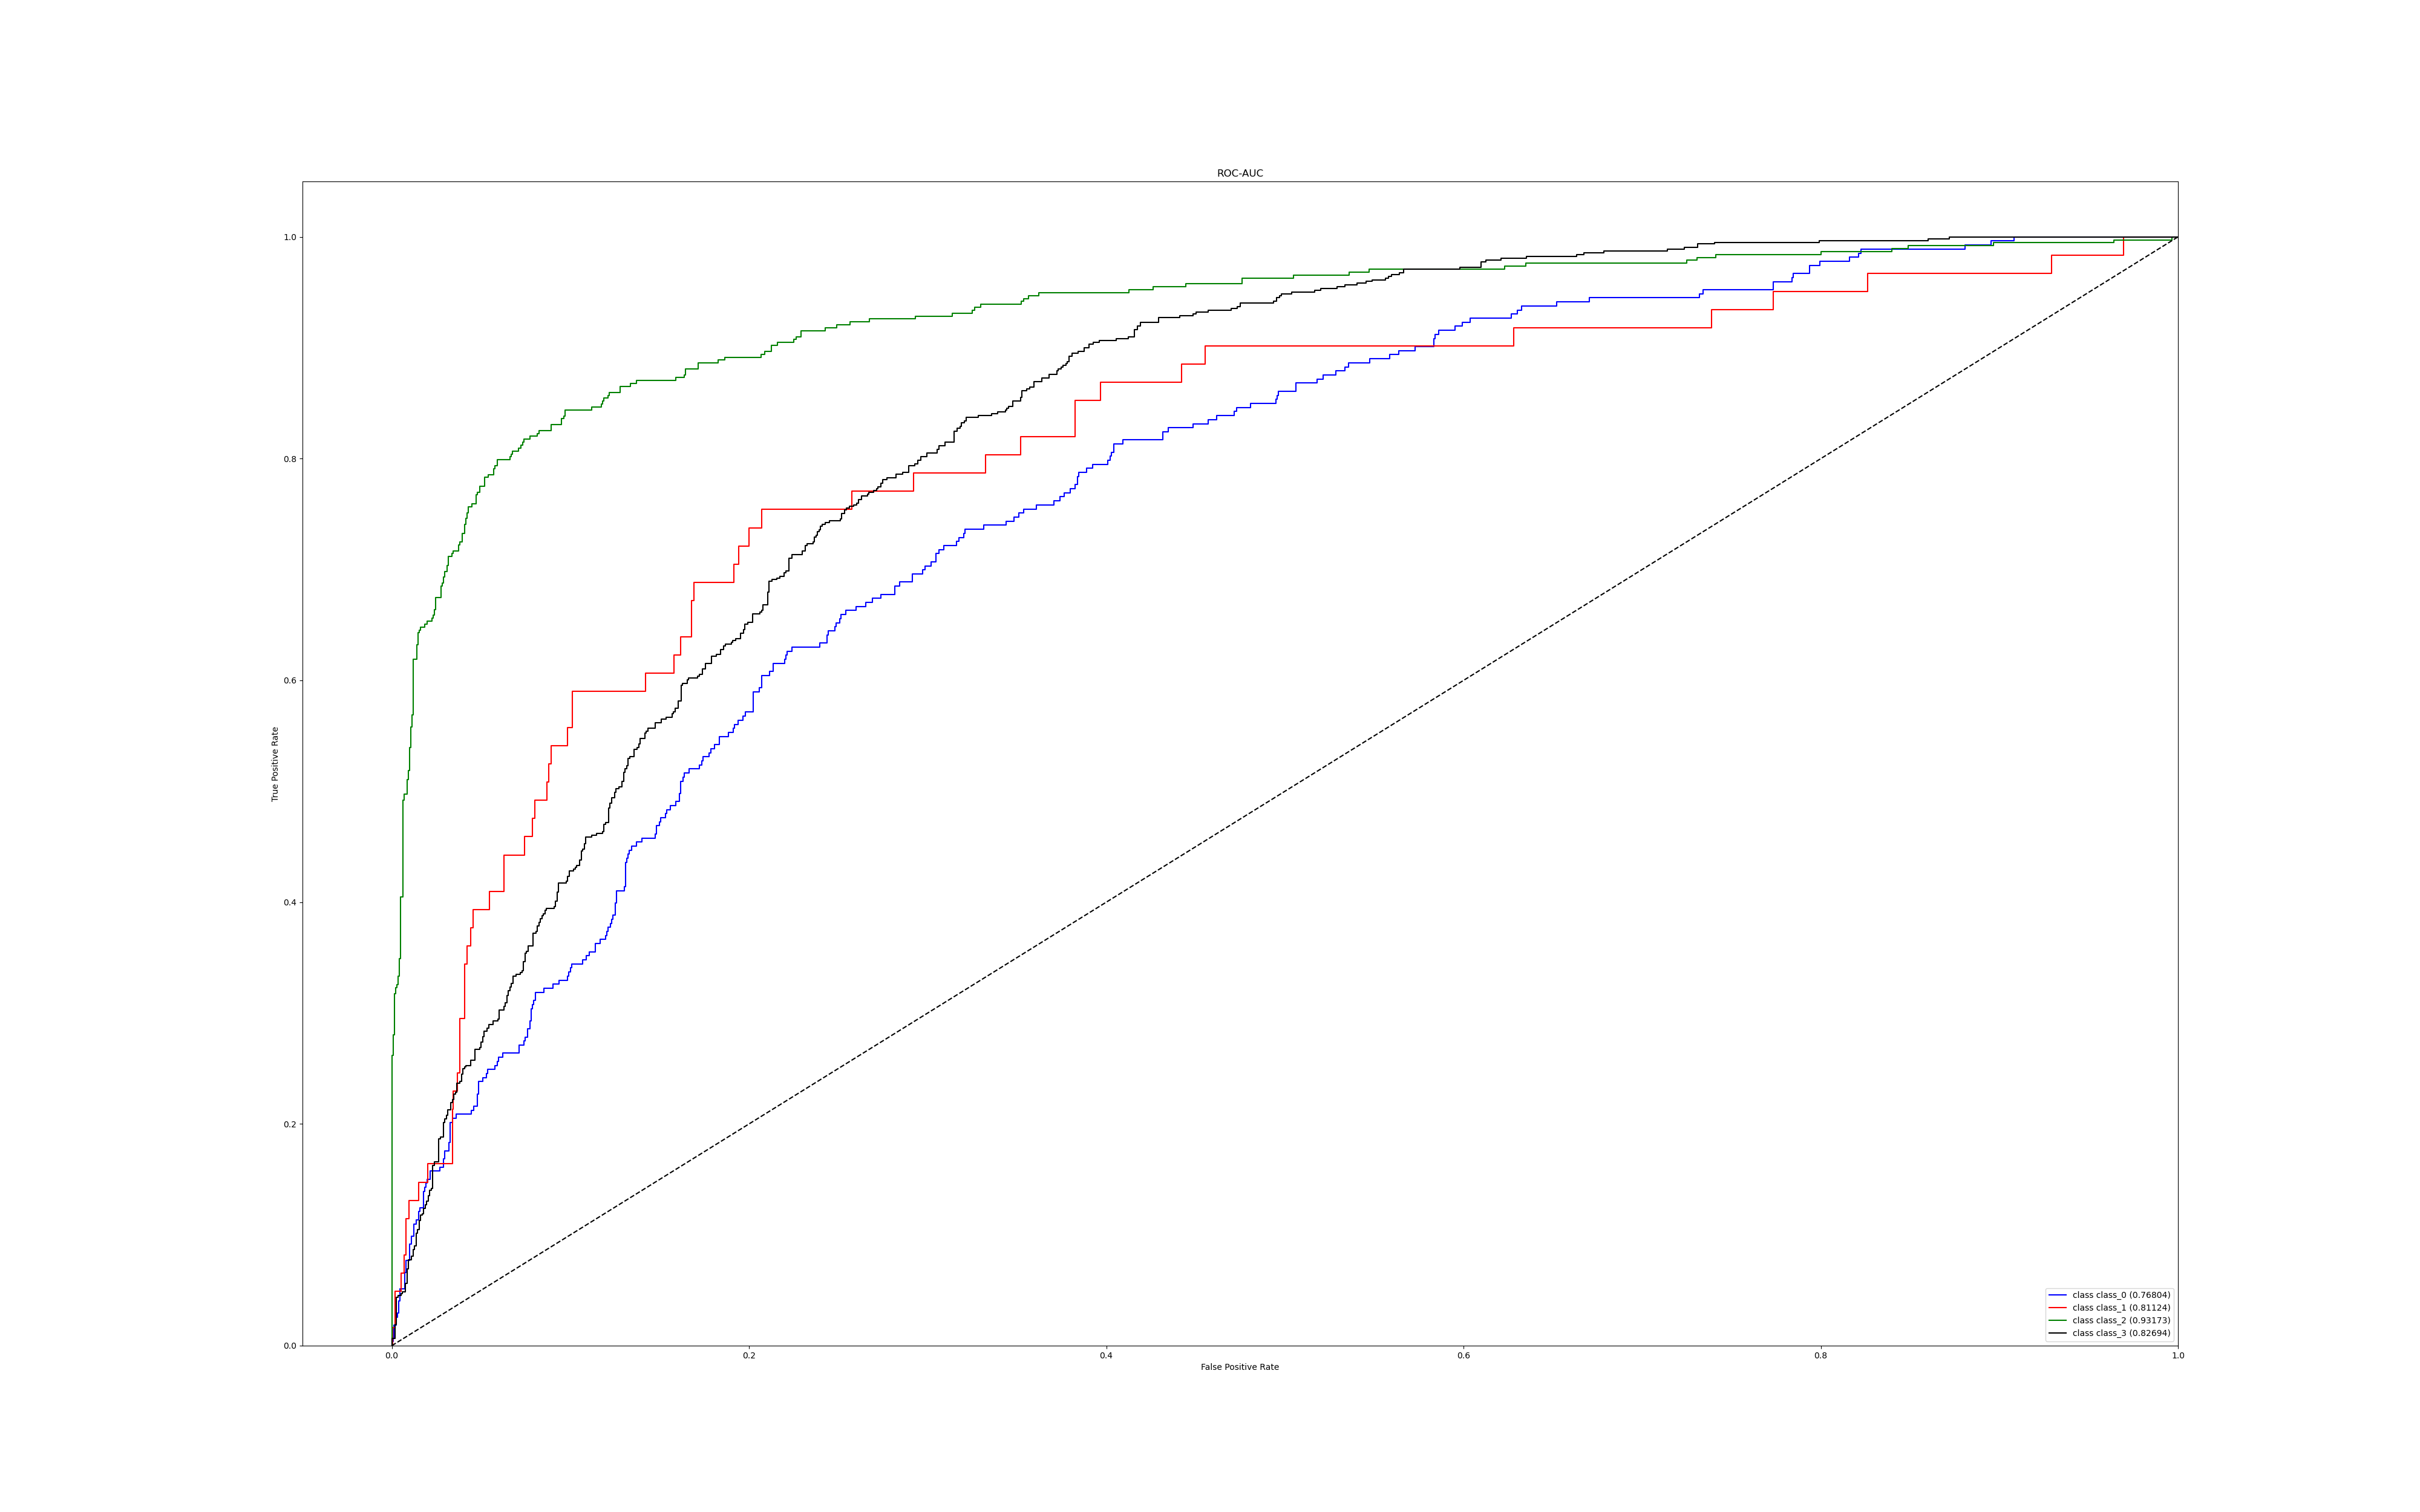 ROC-AUC
1.0
0.8
0.6
0.4
0.2
0.0
True Positive Rate
0.0 0.2 0.4 0.6 0.8 1.0
False Positive Rate
class class_0 (0.76804)
class class_1 (0.81124)
class class_2 (0.93173)
class class_3 (0.82694)